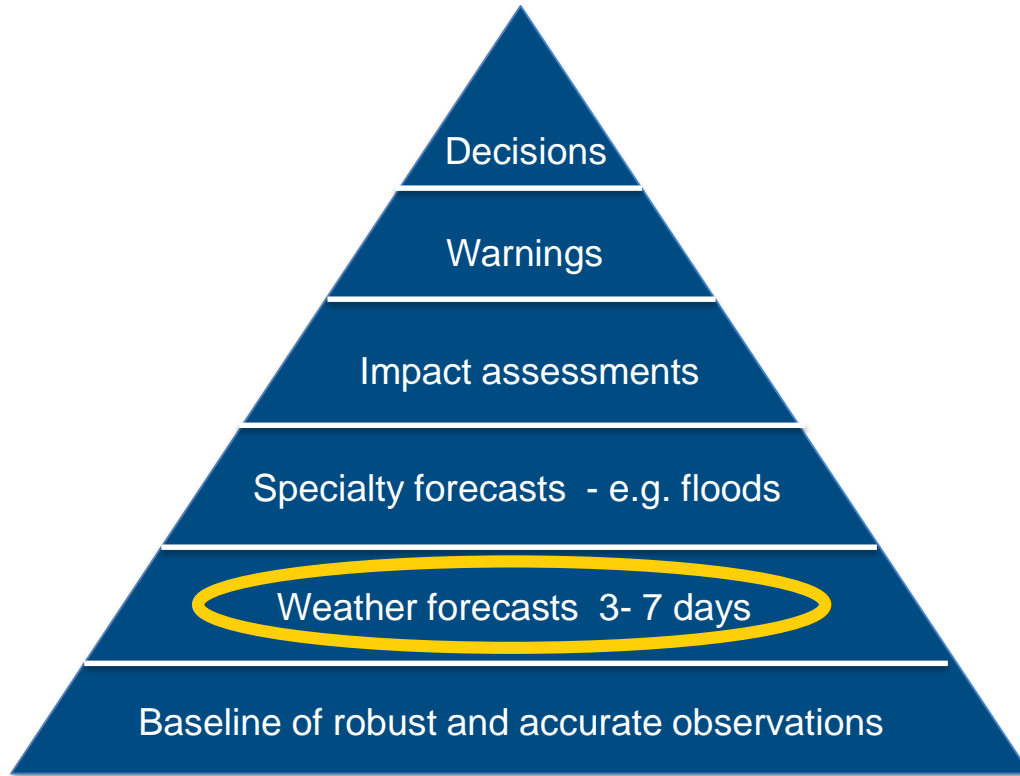 Decisions
Warnings
Impact assessments
Specialty forecasts - e.g. floods
Weather forecasts 3- 7 days
Baseline of robust and accurate observations